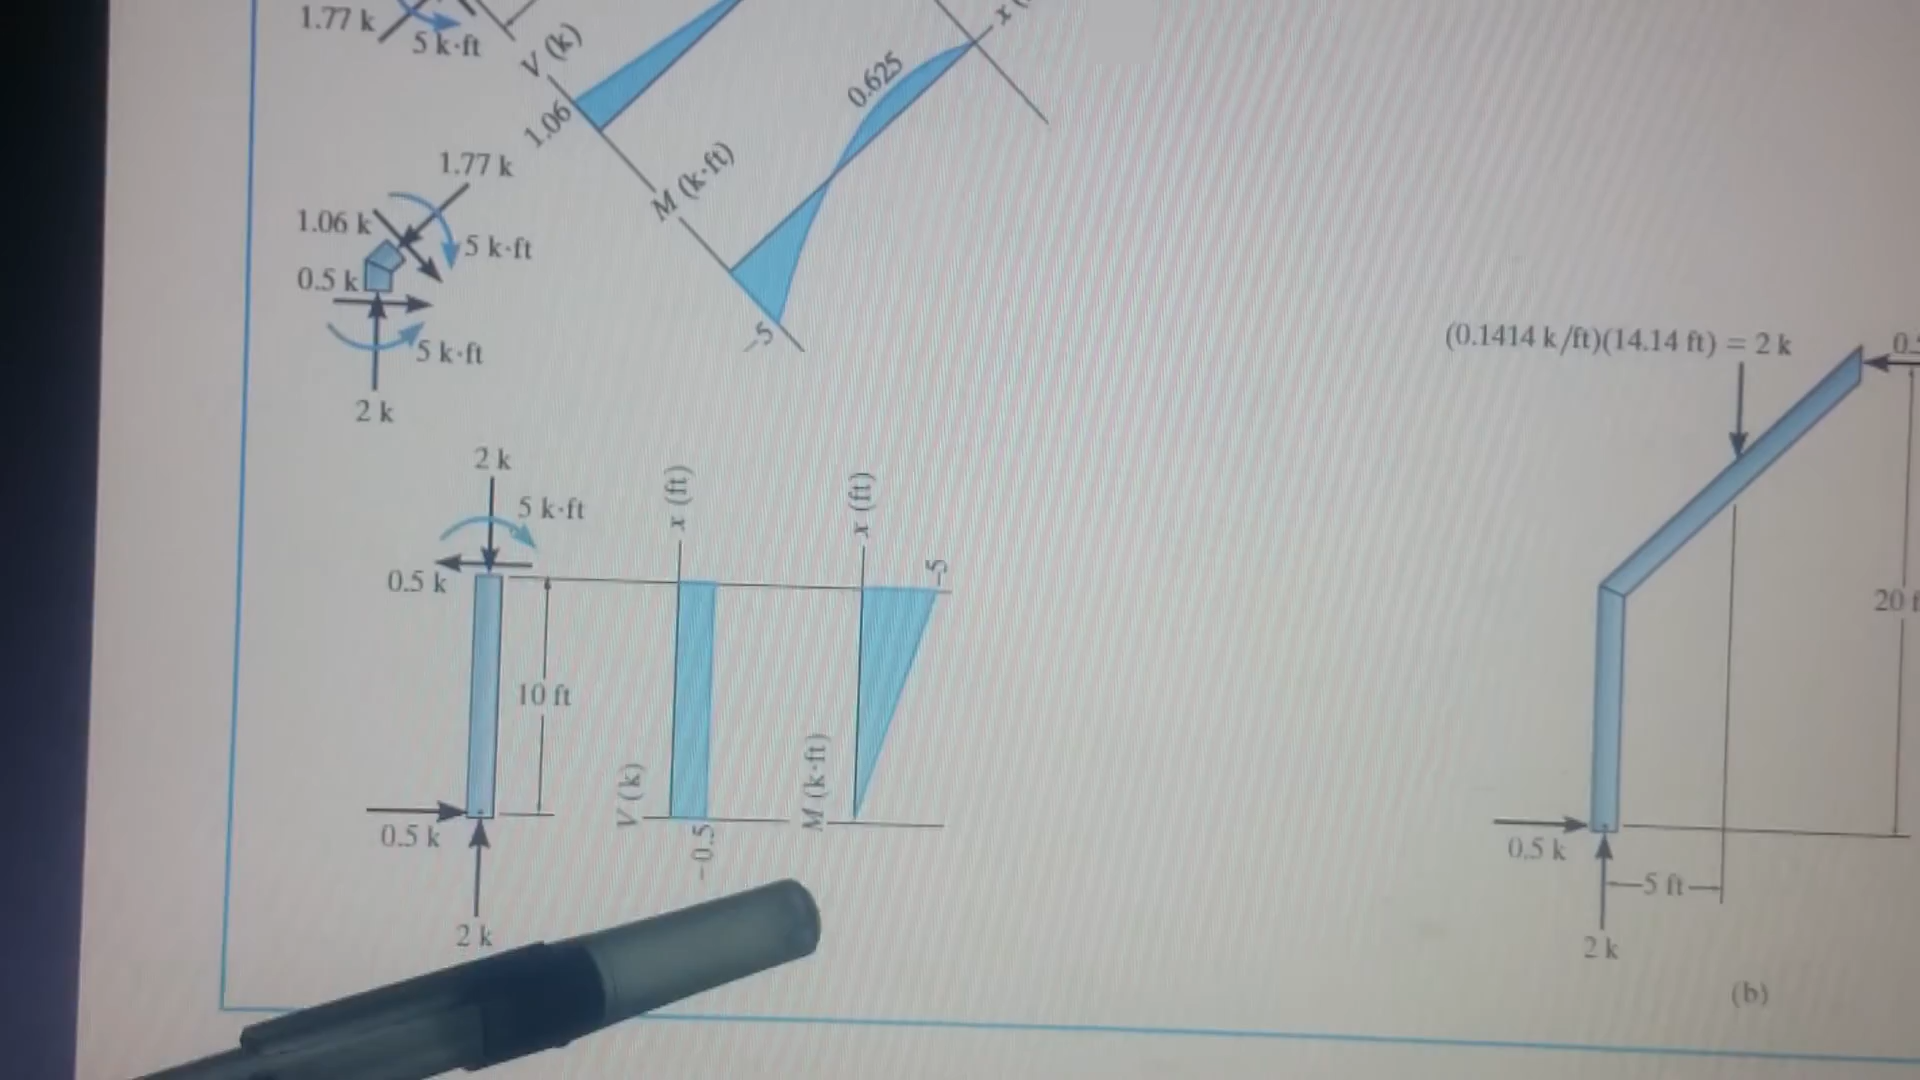 1.77 k
5 k·ft
V (k)
1.06
0.625
M (k·ft)
-5
1.77 k
1.06 k
5 k·ft
0.5 k
5 k·ft
2 k
2 k
5 k·ft
0.5 k
10 ft
0.5 k
2 k
x (ft)
V (k)
-0.5
x (ft)
-5
M (k·ft)
(0.1414 k/ft)(14.14 ft) = 2 k
20 f
0.5 k
5 ft
2 k
(b)